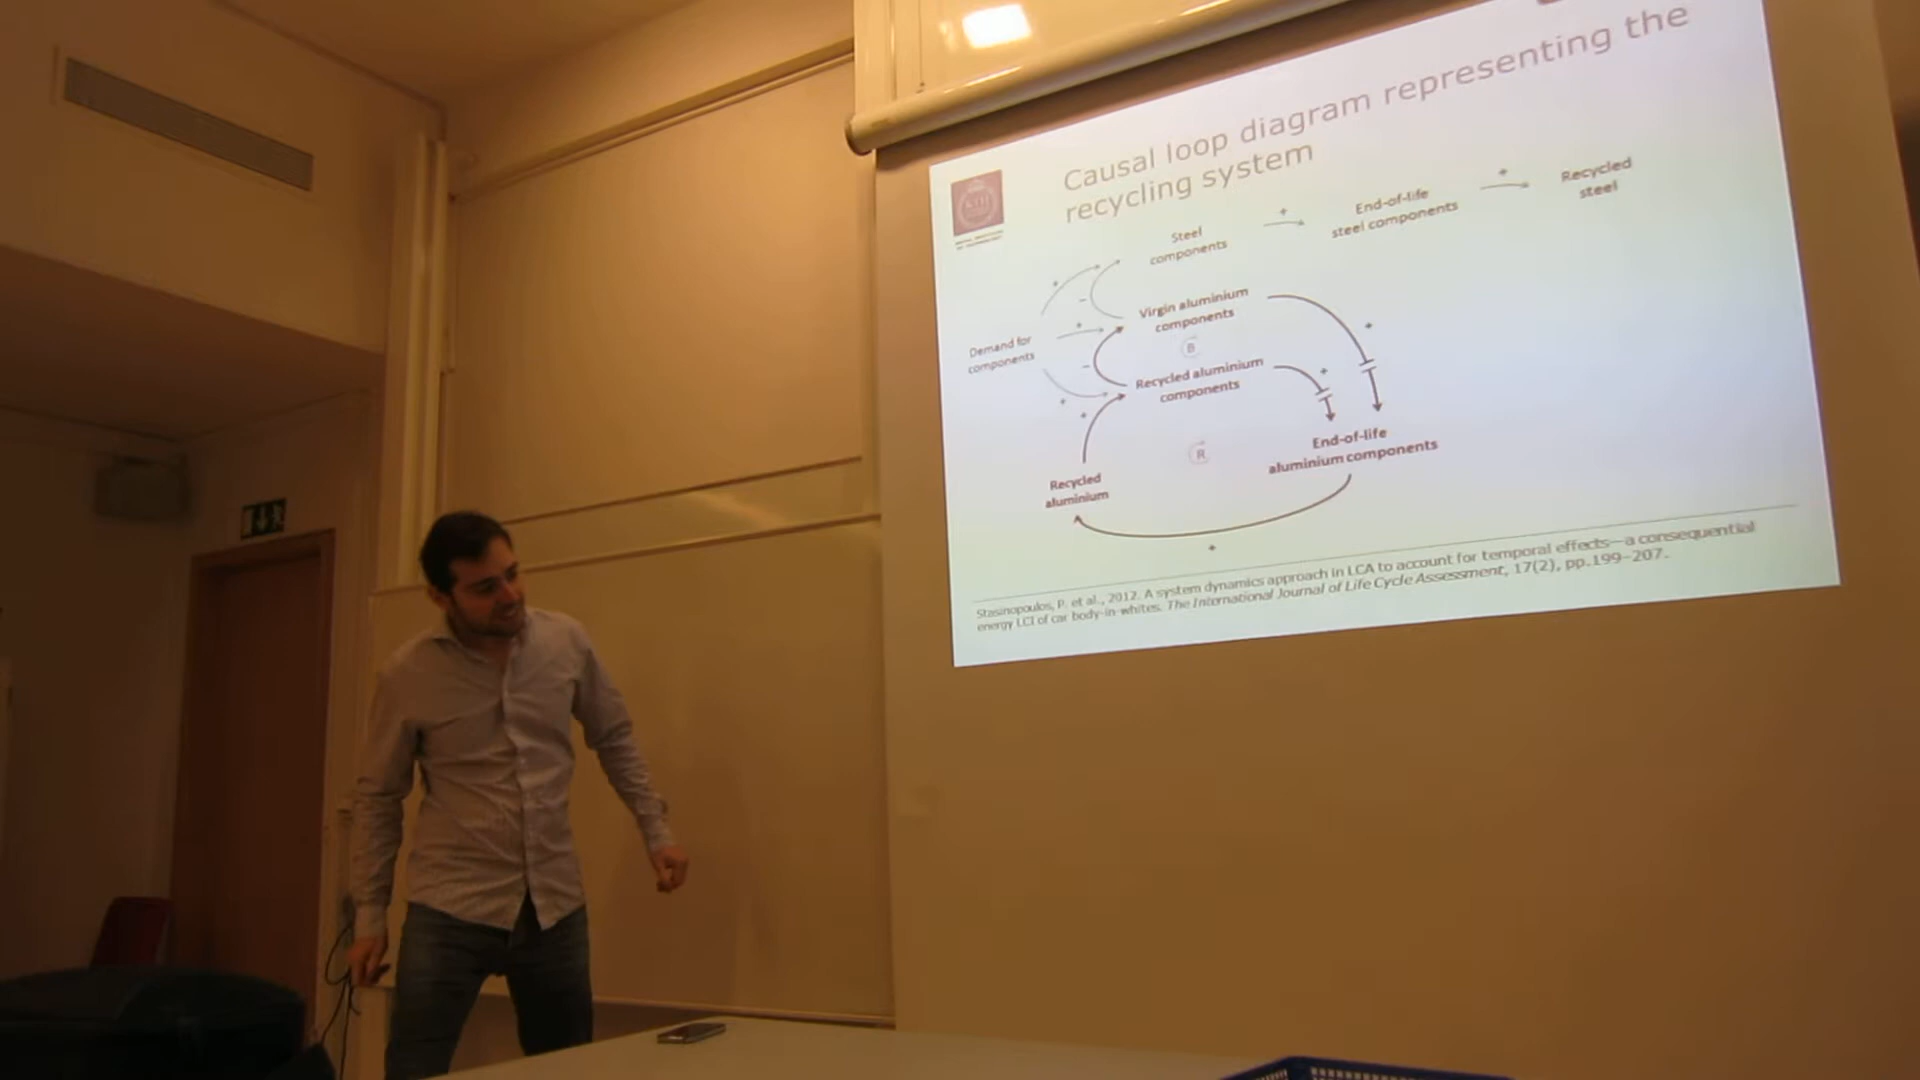 Causal loop diagram representing the
recycling system
KTH
Steel
components
End-of-life
steel components
Recycled
steel
Virgin aluminium
components
Demand for
components
B
Recycled aluminium
components
R
End-of-life
aluminium components
Recycled
aluminium
Stasinopoulos, P. et al., 2012. A system dynamics approach in LCA to account for temporal effects—a consequential
energy LCI of car body-in-whites. The International Journal of Life Cycle Assessment, 17(2), pp.199–207.